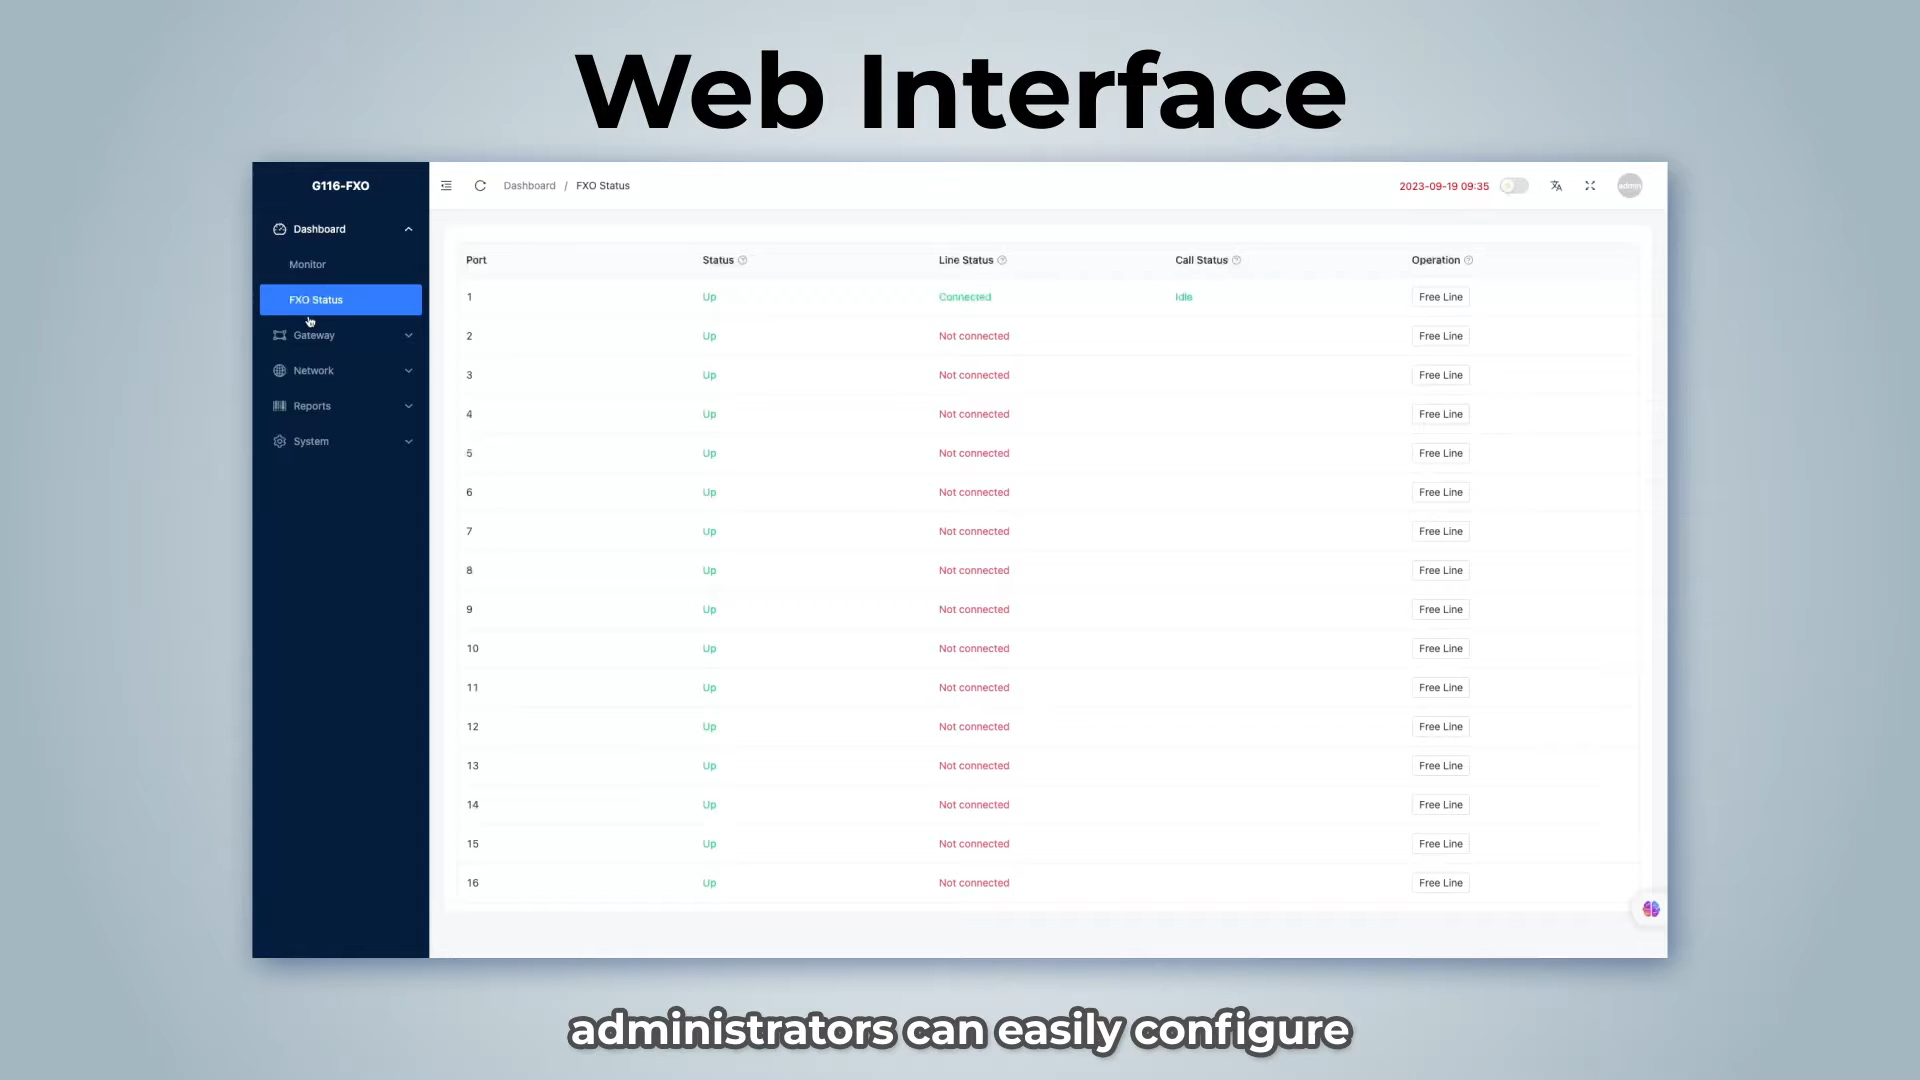 Web Interface
G116-FXO
Dashboard / FXO Status
2023-09-19 09:35
admin
Dashboard
Monitor
FXO Status
Gateway
Network
Reports
System
Port Status Line Status Call Status Operation
1 Up Connected Idle Free Line
2 Up Not connected Free Line
3 Up Not connected Free Line
4 Up Not connected Free Line
5 Up Not connected Free Line
6 Up Not connected Free Line
7 Up Not connected Free Line
8 Up Not connected Free Line
9 Up Not connected Free Line
10 Up Not connected Free Line
11 Up Not connected Free Line
12 Up Not connected Free Line
13 Up Not connected Free Line
14 Up Not connected Free Line
15 Up Not connected Free Line
16 Up Not connected Free Line
administrators can easily configure